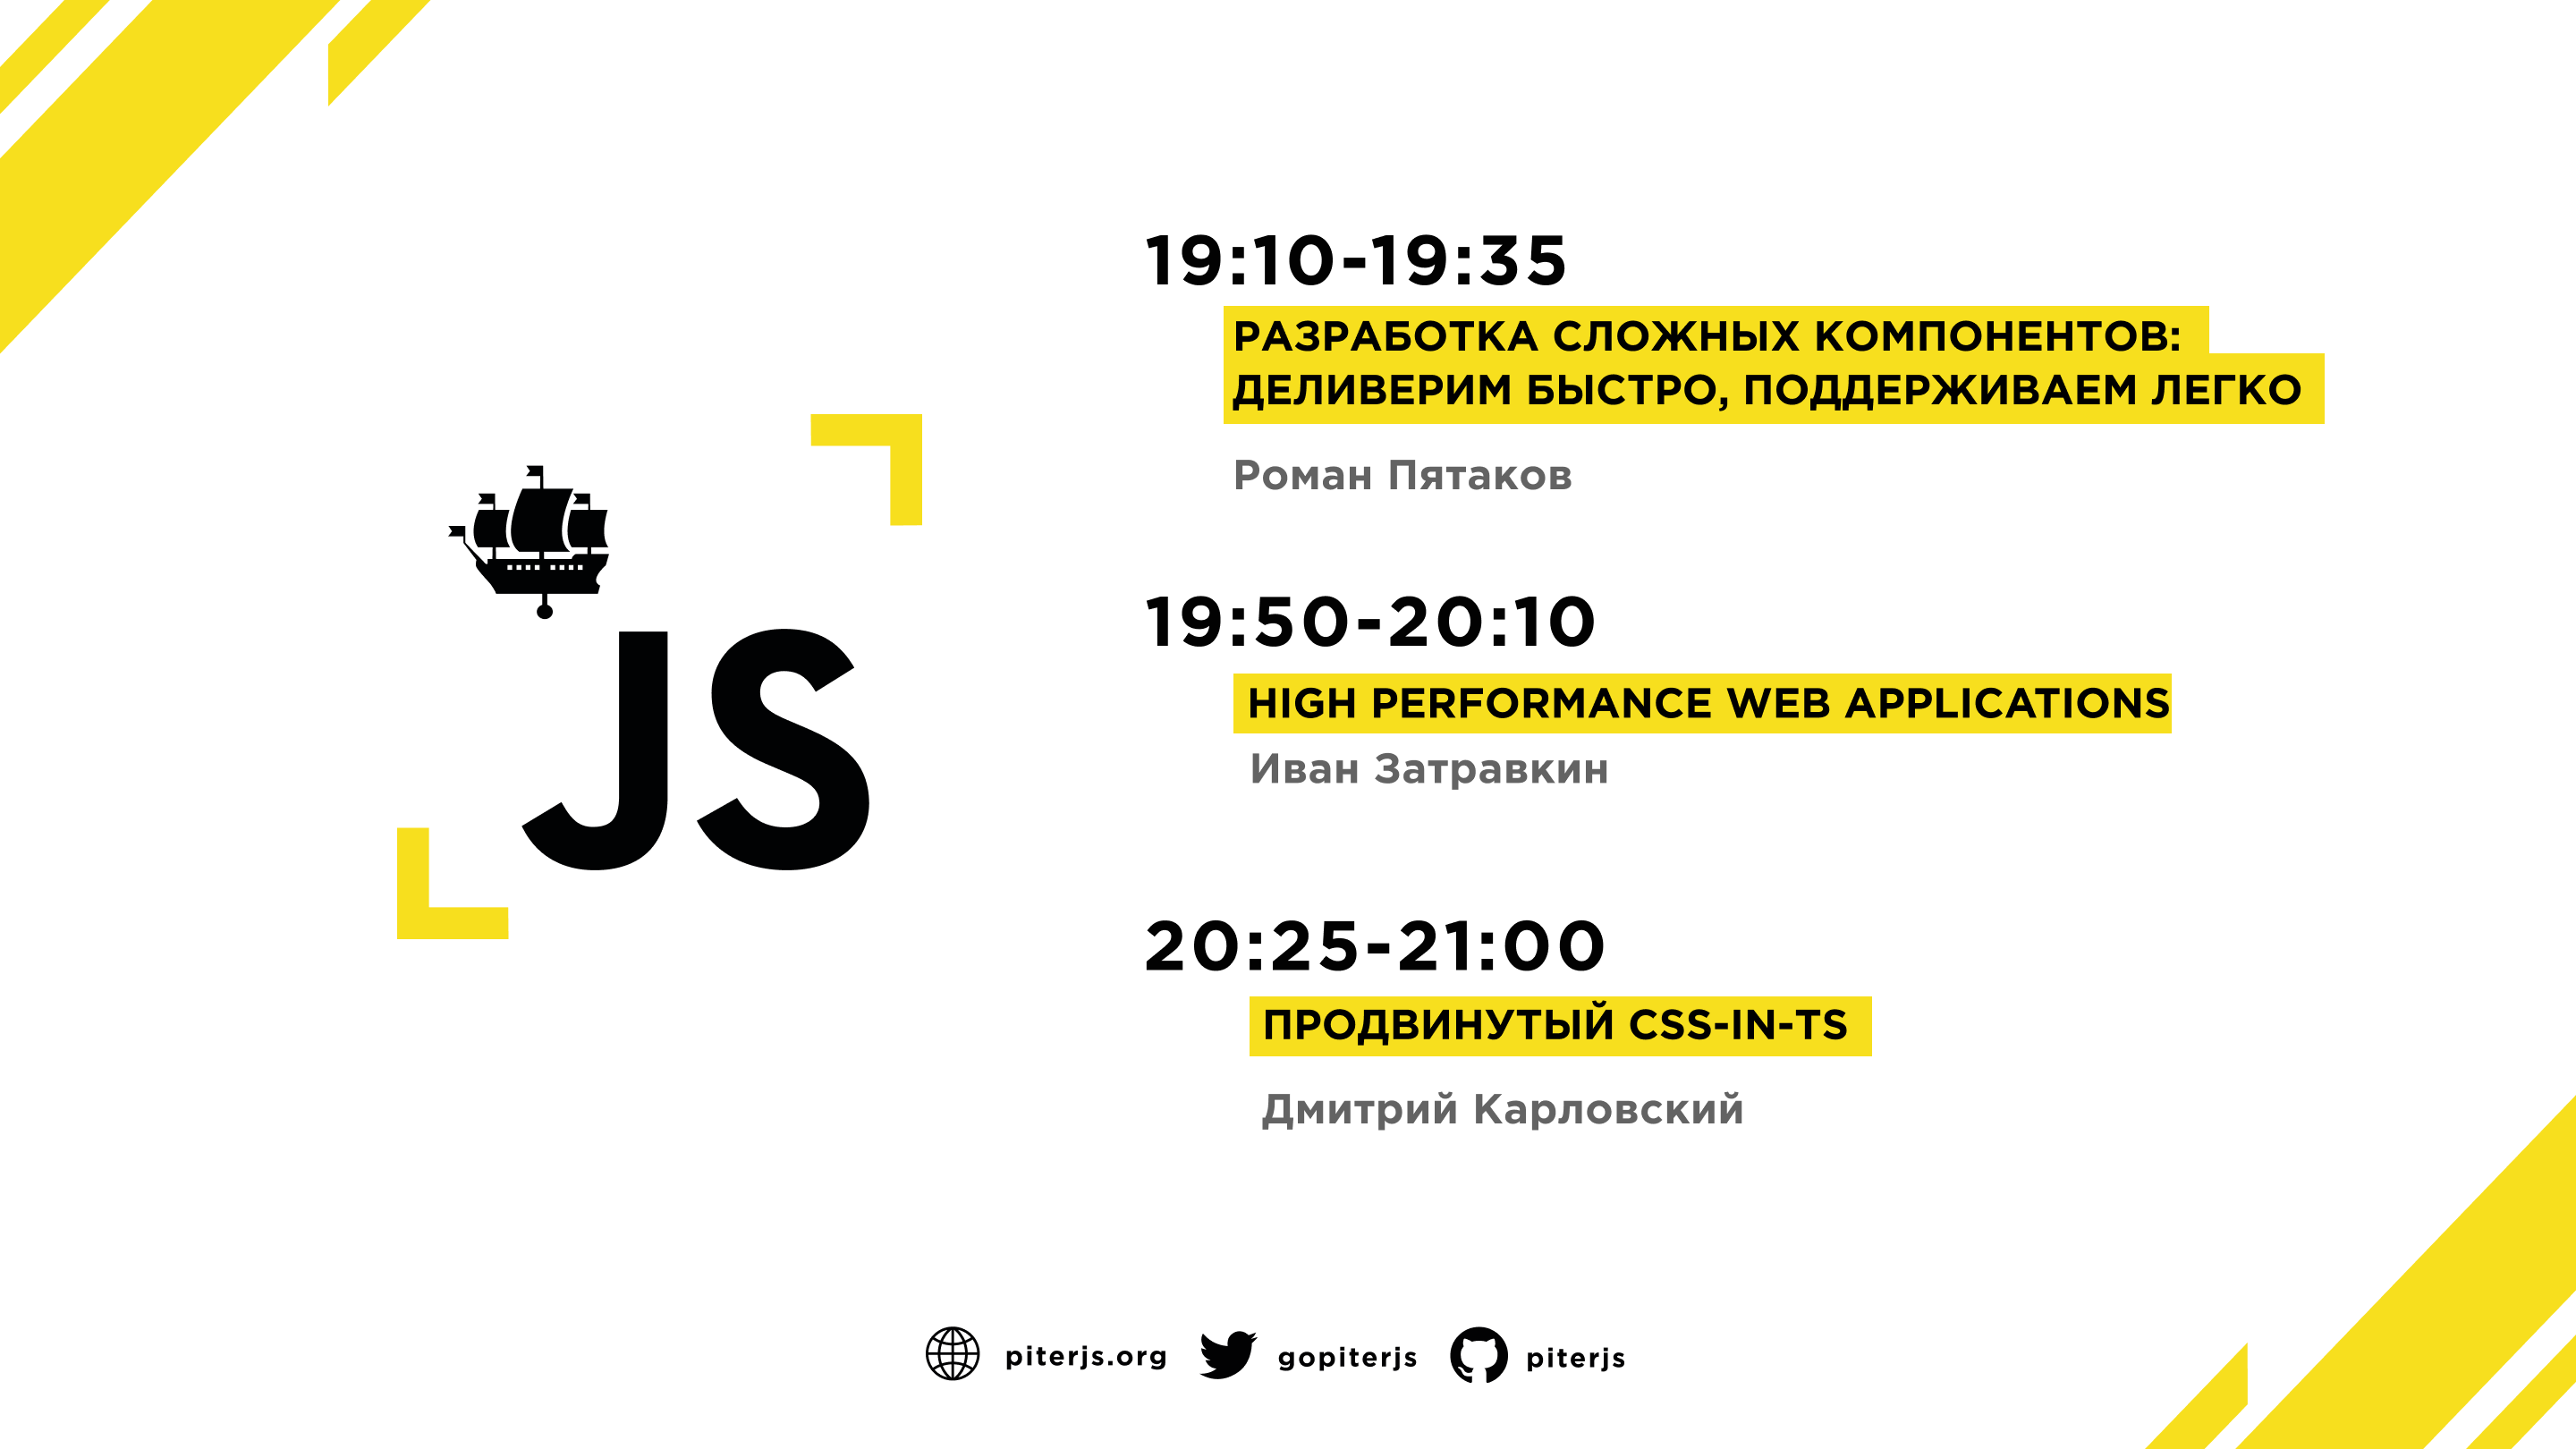 JS
19:10-19:35
РАЗРАБОТКА СЛОЖНЫХ КОМПОНЕНТОВ:
ДЕЛИВЕРИМ БЫСТРО, ПОДДЕРЖИВАЕМ ЛЕГКО
Роман Пятаков
19:50-20:10
HIGH PERFORMANCE WEB APPLICATIONS
Иван Затравкин
20:25-21:00
ПРОДВИНУТЫЙ CSS-IN-TS
Дмитрий Карловский
piterjs.org gopiterjs piterjs